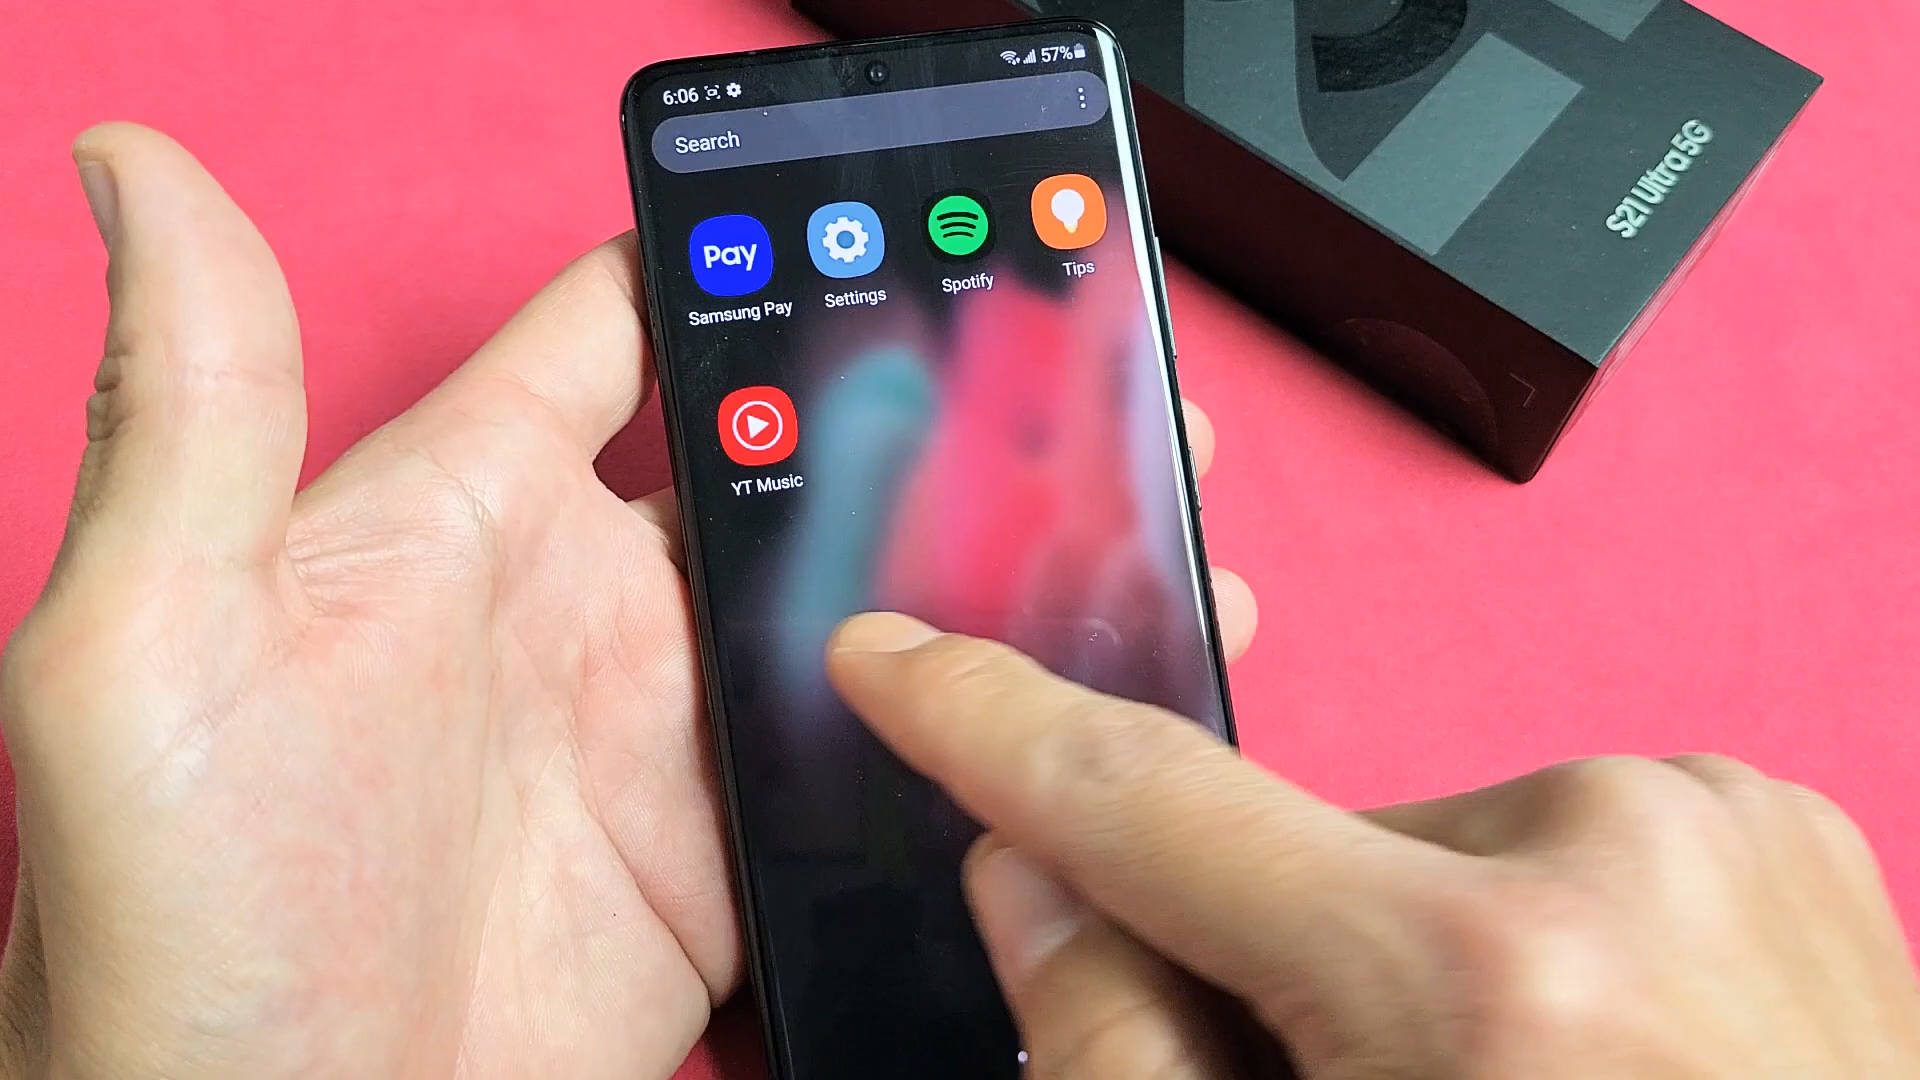 6:06
57%
Search
Pay
Samsung Pay
Settings
Spotify
Tips
YT Music
S21 Ultra 5G